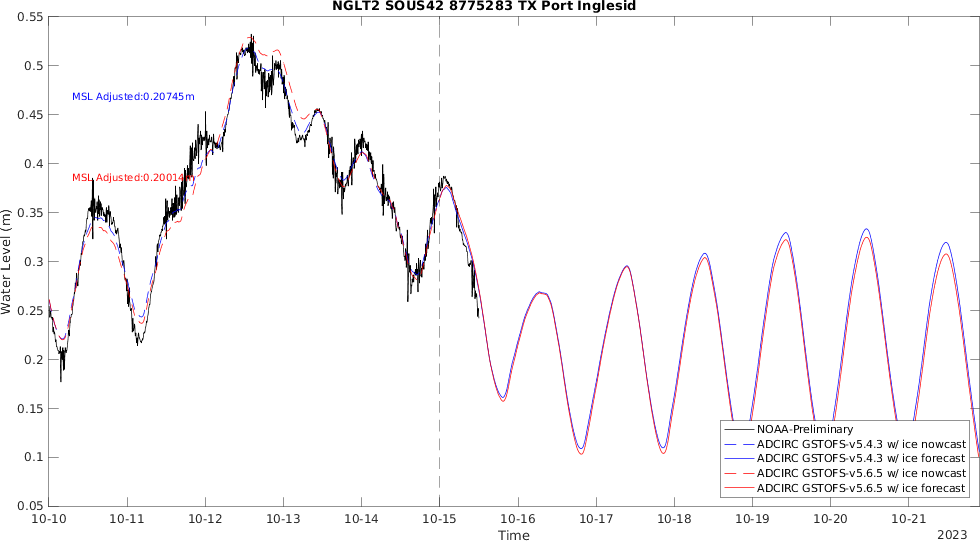 NGLT2 SOUS42 8775283 TX Port Inglesid
0.55
0.5
0.45
0.4
0.35
0.3
0.25
0.2
0.15
0.1
0.05
Water Level (m)
MSL Adjusted:0.20745m
MSL Adjusted:0.20014
NOAA-Preliminary
ADCIRC GSTOFS-v5.4.3 w/ ice nowcast
ADCIRC GSTOFS-v5.4.3 w/ ice forecast
ADCIRC GSTOFS-v5.6.5 w/ ice nowcast
ADCIRC GSTOFS-v5.6.5 w/ ice forecast
10-10 10-11 10-12 10-13 10-14 10-15 10-16 10-17 10-18 10-19 10-20 10-21
Time
2023